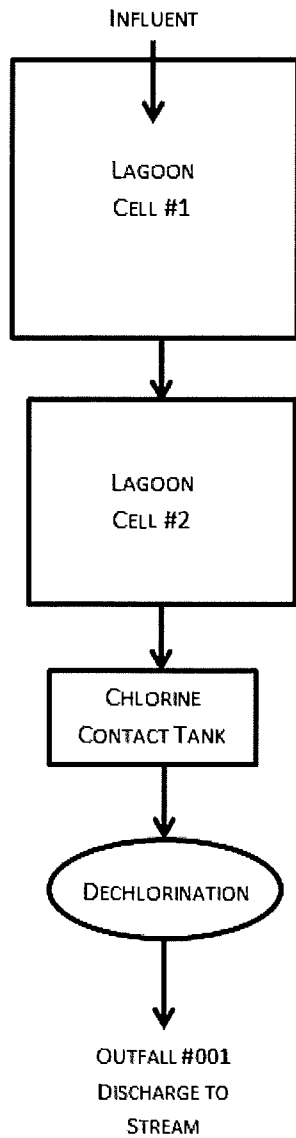 INFLUENT
LAGOON
CELL #1
LAGOON
CELL #2
CHLORINE
CONTACT TANK
DECHLORINATION
OUTFALL #001
DISCHARGE TO
STREAM